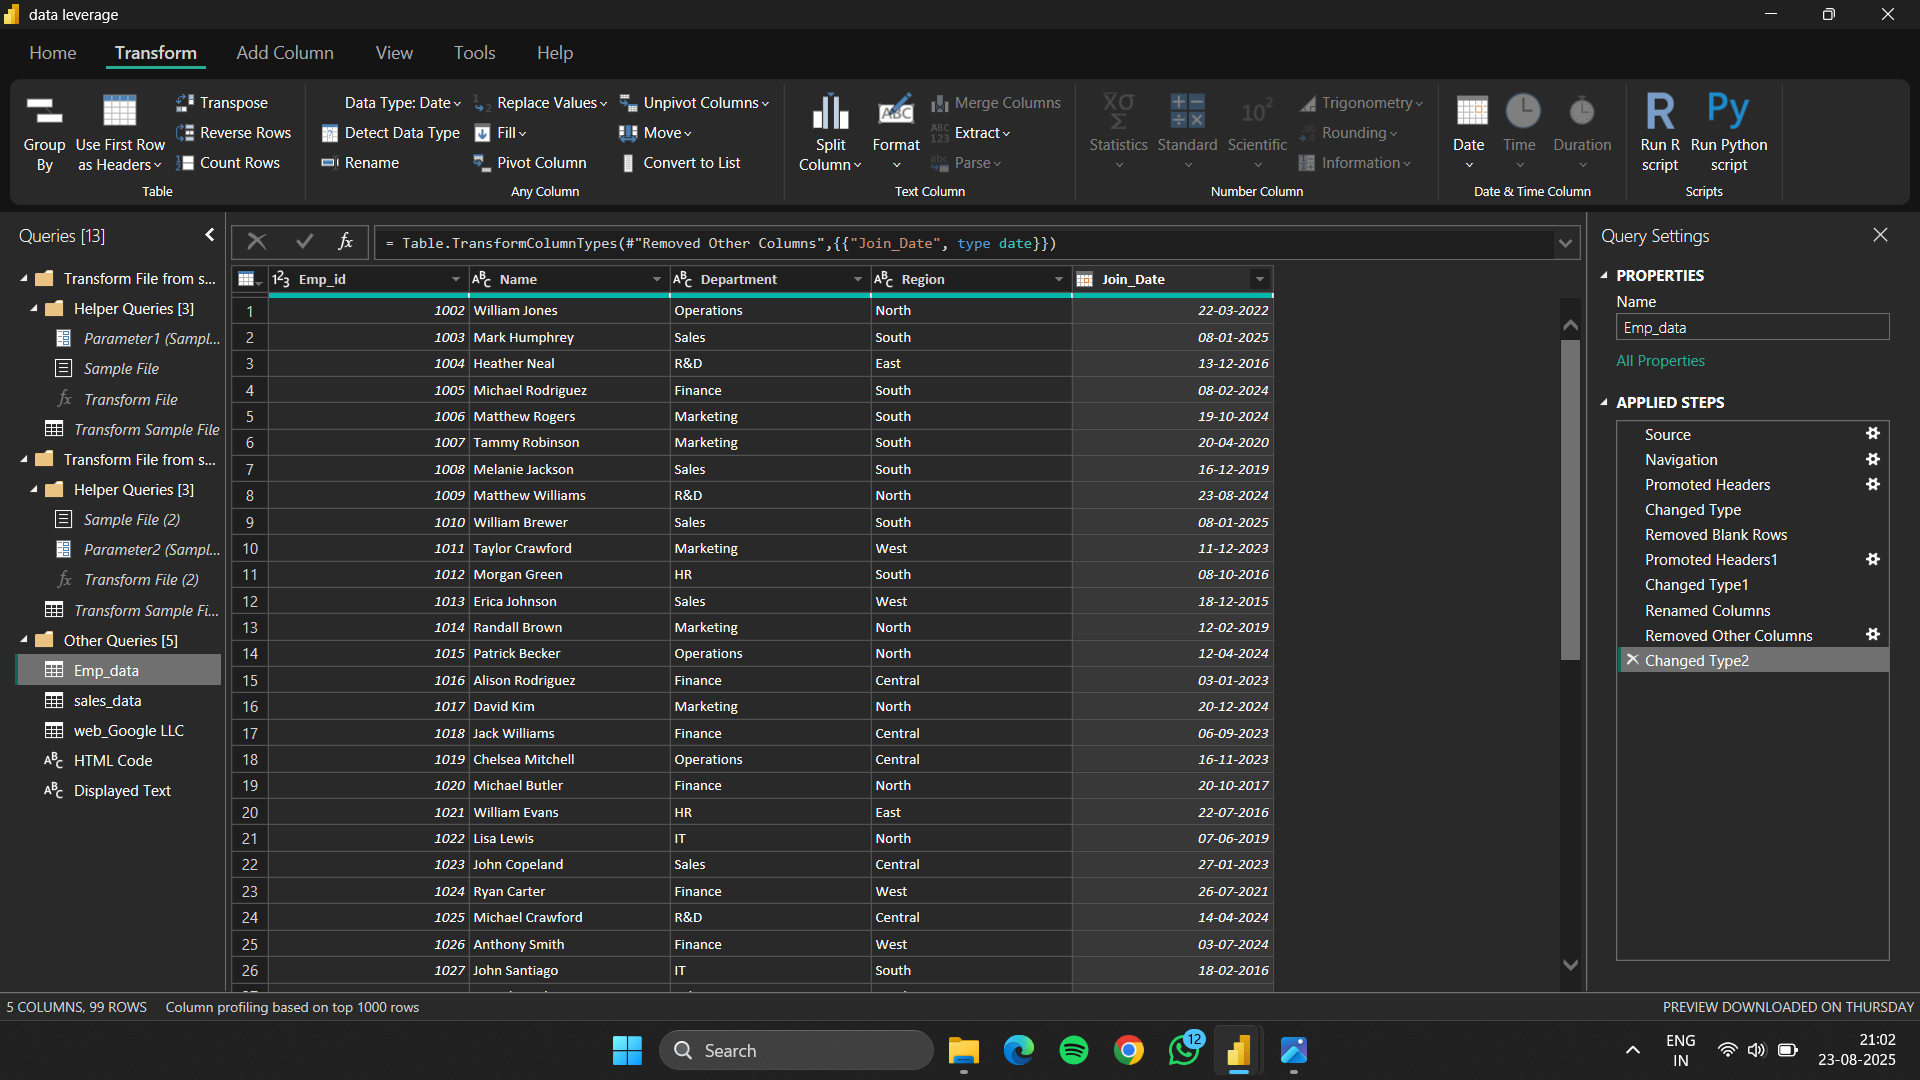 data leverage
Home Transform Add Column View Tools Help
Group By
Use First Row as Headers
Transpose
Reverse Rows
Count Rows
Table
Data Type: Date
Detect Data Type
Rename
Replace Values
Fill
Pivot Column
Unpivot Columns
Move
Convert to List
Any Column
Split Column
Format
Merge Columns
Extract
Parse
Text Column
Statistics
Standard
Scientific
Trigonometry
Rounding
Information
Number Column
Date
Time
Duration
Date & Time Column
Run R script
Run Python script
Scripts
Queries [13]
Transform File from s...
Helper Queries [3]
Parameter1 (Sampl...
Sample File
Transform File
Transform Sample File
Transform File from s...
Helper Queries [3]
Sample File (2)
Parameter2 (Sampl...
Transform File (2)
Transform Sample Fi...
Other Queries [5]
Emp_data
sales_data
web_Google LLC
HTML Code
Displayed Text
= Table.TransformColumnTypes(#"Removed Other Columns",{{"Join_Date", type date}})
Emp_id Name Department Region Join_Date
1 1002 William Jones Operations North 22-03-2022
2 1003 Mark Humphrey Sales South 08-01-2025
3 1004 Heather Neal R&D East 13-12-2016
4 1005 Michael Rodriguez Finance South 08-02-2024
5 1006 Matthew Rogers Marketing South 19-10-2024
6 1007 Tammy Robinson Marketing South 20-04-2020
7 1008 Melanie Jackson Sales South 16-12-2019
8 1009 Matthew Williams R&D North 23-08-2024
9 1010 William Brewer Sales South 08-01-2025
10 1011 Taylor Crawford Marketing West 11-12-2023
11 1012 Morgan Green HR South 08-10-2016
12 1013 Erica Johnson Sales West 18-12-2015
13 1014 Randall Brown Marketing North 12-02-2019
14 1015 Patrick Becker Operations North 12-04-2024
15 1016 Alison Rodriguez Finance Central 03-01-2023
16 1017 David Kim Marketing North 20-12-2024
17 1018 Jack Williams Finance Central 06-09-2023
18 1019 Chelsea Mitchell Operations Central 16-11-2023
19 1020 Michael Butler Finance North 20-10-2017
20 1021 William Evans HR East 22-07-2016
21 1022 Lisa Lewis IT North 07-06-2019
22 1023 John Copeland Sales Central 27-01-2023
23 1024 Ryan Carter Finance West 26-07-2021
24 1025 Michael Crawford R&D Central 14-04-2024
25 1026 Anthony Smith Finance West 03-07-2024
26 1027 John Santiago IT South 18-02-2016
Query Settings
PROPERTIES
Name
Emp_data
All Properties
APPLIED STEPS
Source
Navigation
Promoted Headers
Changed Type
Removed Blank Rows
Promoted Headers1
Changed Type1
Renamed Columns
Removed Other Columns
Changed Type2
5 COLUMNS, 99 ROWS Column profiling based on top 1000 rows
PREVIEW DOWNLOADED ON THURSDAY
Search
12
ENG
IN
21:02
23-08-2025